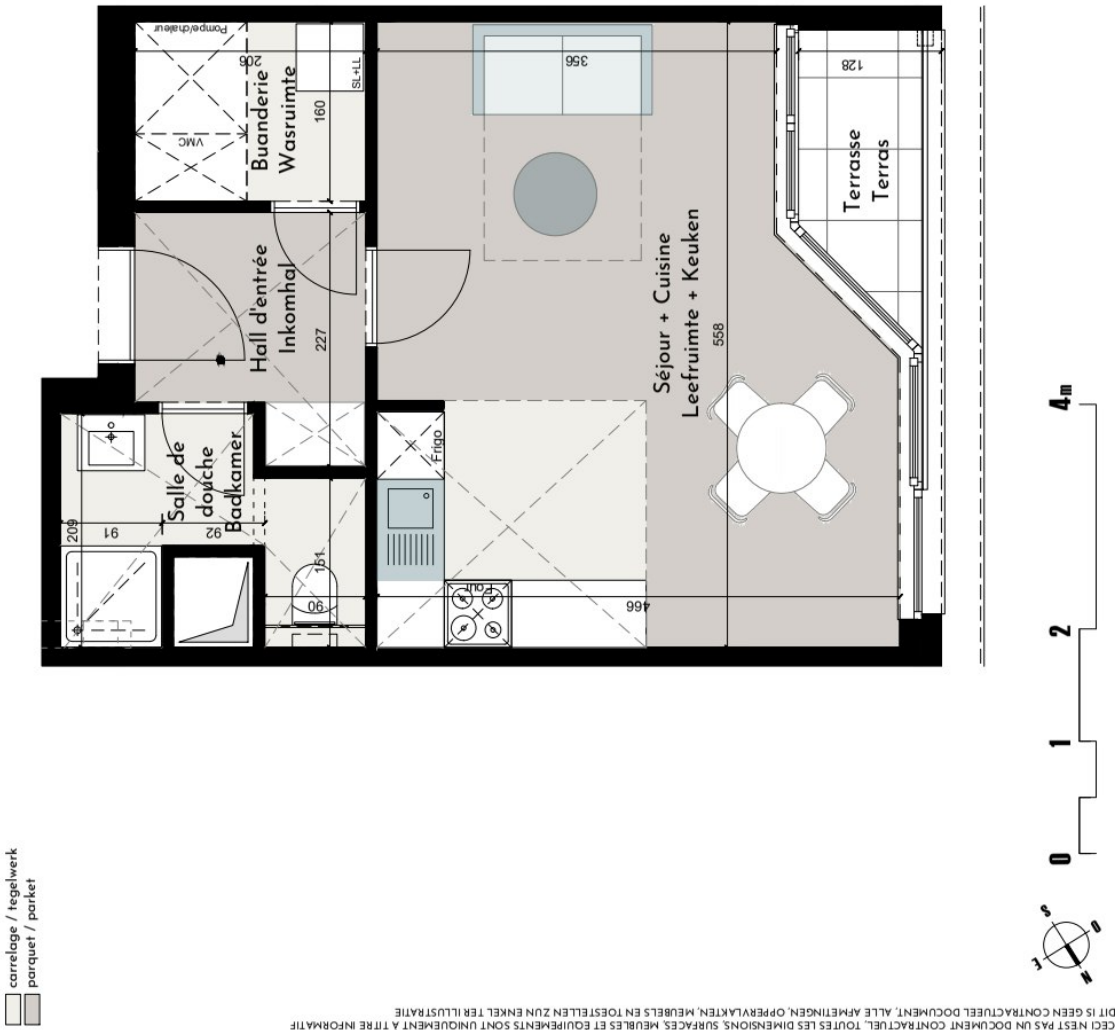 Pompe/chaleur
206
VMC
Buanderie
Wasruimte
160
SL+LL
356
128
Terrasse
Terras
Hall d'entrée
Inkomhal
227
Séjour + Cuisine
Leefruimte + Keuken
558
Frigo
Salle de
douche
Badkamer
209
91
92
151
90
Four
466
4m
2
1
0
S
O
E
N
carrelage / tegelwerk
parquet / parket
CECI N'EST PAS UN DOCUMENT CONTRACTUEL, TOUTES LES DIMENSIONS, SURFACES, MEUBLES ET EQUIPEMENTS SONT UNIQUEMENT A TITRE INFORMATIF
DIT IS GEEN CONTRACTUEEL DOCUMENT, ALLE AFMETINGEN, OPPERVLAKTEN, MEUBELS EN TOESTELLEN ZIJN ENKEL TER ILLUSTRATIE